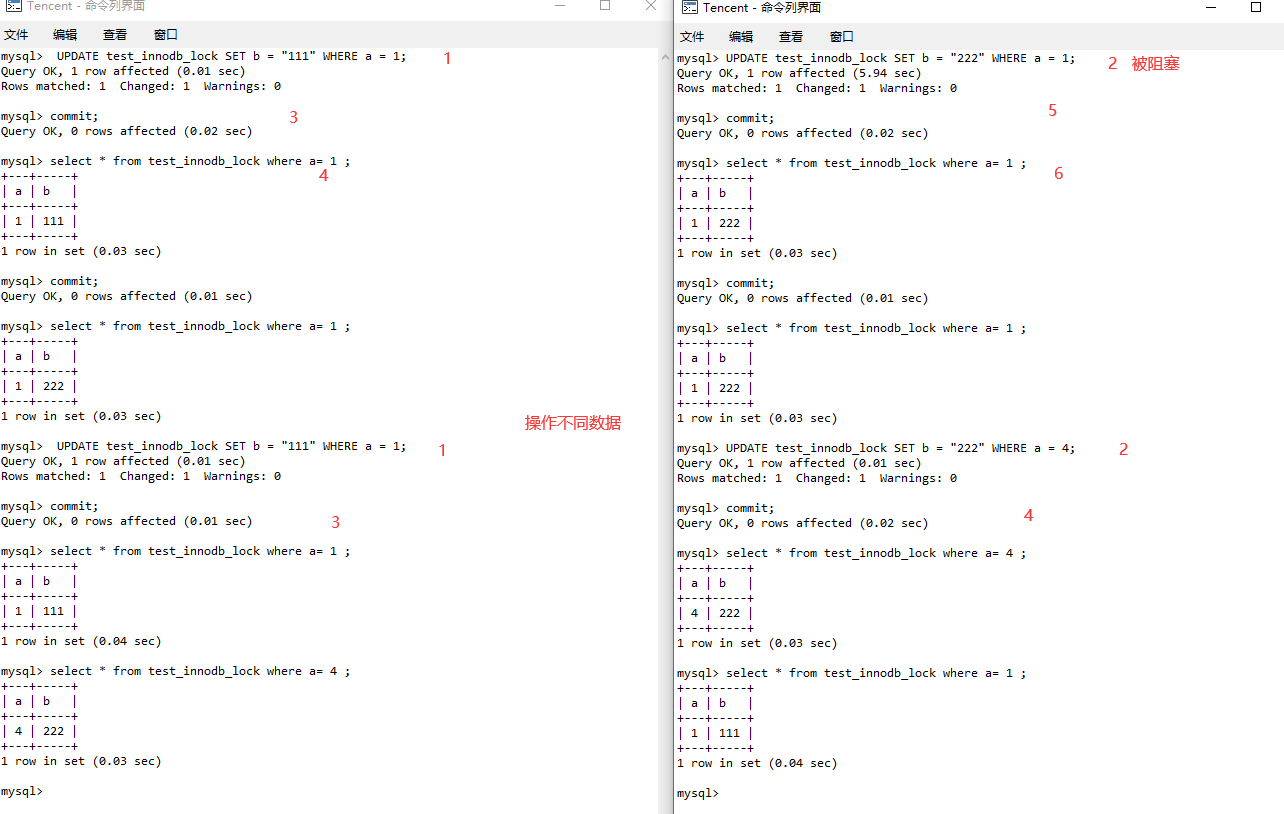 Tencent - 命令列界面
文件 编辑 查看 窗口
mysql>  UPDATE test_innodb_lock SET b = "111" WHERE a = 1; 1
Query OK, 1 row affected (0.01 sec)
Rows matched: 1  Changed: 1  Warnings: 0
mysql> commit; 3
Query OK, 0 rows affected (0.02 sec)
mysql> select * from test_innodb_lock where a= 1 ;
4
+---+-----+
| a | b   |
+---+-----+
| 1 | 111 |
+---+-----+
1 row in set (0.03 sec)
mysql> commit;
Query OK, 0 rows affected (0.01 sec)
mysql> select * from test_innodb_lock where a= 1 ;
+---+-----+
| a | b   |
+---+-----+
| 1 | 222 |
+---+-----+
1 row in set (0.03 sec)
操作不同数据
mysql>  UPDATE test_innodb_lock SET b = "111" WHERE a = 1; 1
Query OK, 1 row affected (0.01 sec)
Rows matched: 1  Changed: 1  Warnings: 0
mysql> commit;
Query OK, 0 rows affected (0.01 sec) 3
mysql> select * from test_innodb_lock where a= 1 ;
+---+-----+
| a | b   |
+---+-----+
| 1 | 111 |
+---+-----+
1 row in set (0.04 sec)
mysql> select * from test_innodb_lock where a= 4 ;
+---+-----+
| a | b   |
+---+-----+
| 4 | 222 |
+---+-----+
1 row in set (0.03 sec)
mysql>
Tencent - 命令列界面
文件 编辑 查看 窗口
mysql> UPDATE test_innodb_lock SET b = "222" WHERE a = 1; 2 被阻塞
Query OK, 1 row affected (5.94 sec)
Rows matched: 1  Changed: 1  Warnings: 0
5
mysql> commit;
Query OK, 0 rows affected (0.02 sec)
mysql> select * from test_innodb_lock where a= 1 ;
6
+---+-----+
| a | b   |
+---+-----+
| 1 | 222 |
+---+-----+
1 row in set (0.03 sec)
mysql> commit;
Query OK, 0 rows affected (0.01 sec)
mysql> select * from test_innodb_lock where a= 1 ;
+---+-----+
| a | b   |
+---+-----+
| 1 | 222 |
+---+-----+
1 row in set (0.03 sec)
mysql> UPDATE test_innodb_lock SET b = "222" WHERE a = 4; 2
Query OK, 1 row affected (0.01 sec)
Rows matched: 1  Changed: 1  Warnings: 0
mysql> commit; 4
Query OK, 0 rows affected (0.02 sec)
mysql> select * from test_innodb_lock where a= 4 ;
+---+-----+
| a | b   |
+---+-----+
| 4 | 222 |
+---+-----+
1 row in set (0.03 sec)
mysql> select * from test_innodb_lock where a= 1 ;
+---+-----+
| a | b   |
+---+-----+
| 1 | 111 |
+---+-----+
1 row in set (0.04 sec)
mysql>